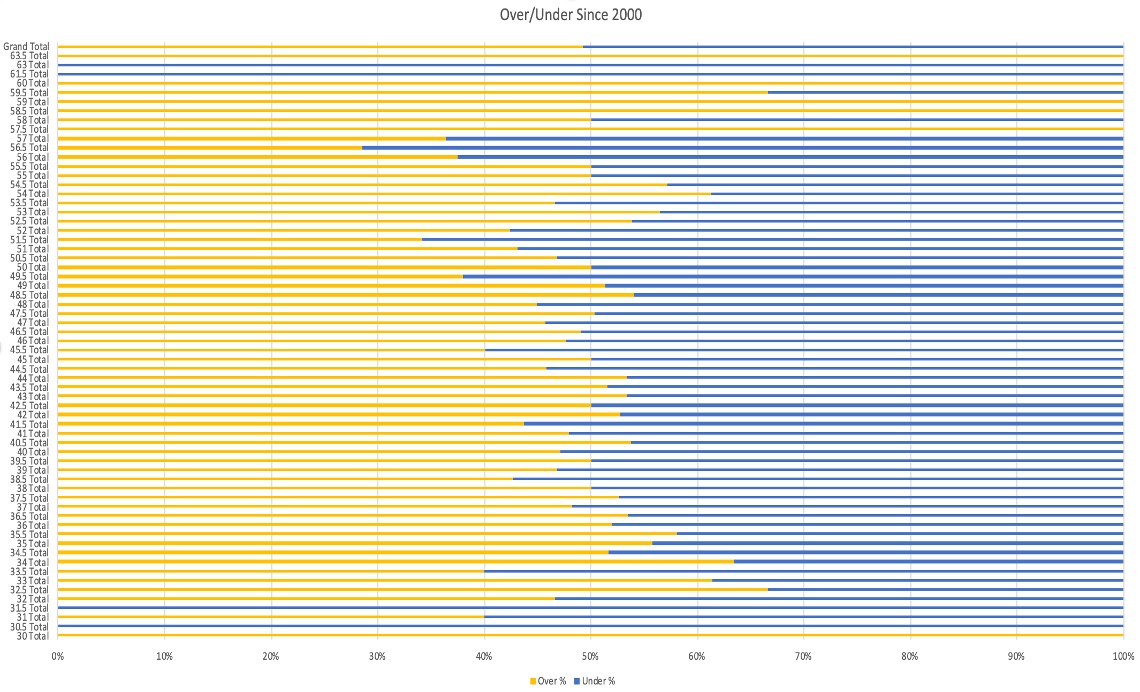 Over/Under Since 2000
Grand Total
63.5 Total
63 Total
61.5 Total
60 Total
59.5 Total
59 Total
58.5 Total
58 Total
57.5 Total
57 Total
56.5 Total
56 Total
55.5 Total
55 Total
54.5 Total
54 Total
53.5 Total
53 Total
52.5 Total
52 Total
51.5 Total
51 Total
50.5 Total
50 Total
49.5 Total
49 Total
48.5 Total
48 Total
47.5 Total
47 Total
46.5 Total
46 Total
45.5 Total
45 Total
44.5 Total
44 Total
43.5 Total
43 Total
42.5 Total
42 Total
41.5 Total
41 Total
40.5 Total
40 Total
39.5 Total
39 Total
38.5 Total
38 Total
37.5 Total
37 Total
36.5 Total
36 Total
35.5 Total
35 Total
34.5 Total
34 Total
33.5 Total
33 Total
32.5 Total
32 Total
31.5 Total
31 Total
30.5 Total
30 Total
0% 10% 20% 30% 40% 50% 60% 70% 80% 90% 100%
Over % Under %